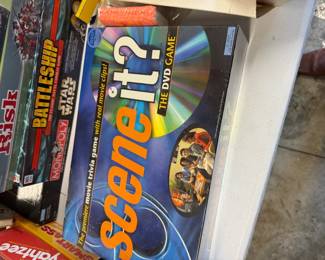 Risk
BATTLESHIP
MONOPOLY
STAR
WARS
The premiere movie trivia game with real movie clips!
scene it?
THE DVD GAME
yahtzee